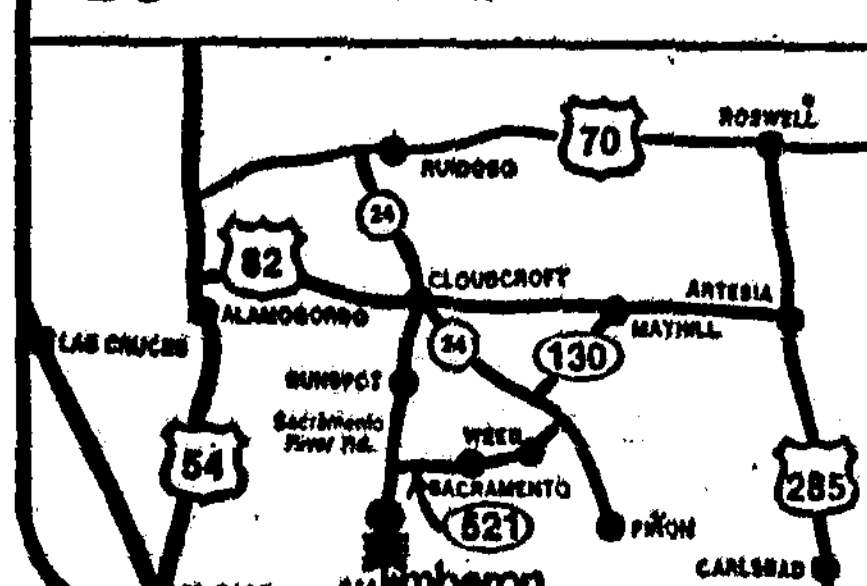 ROSWELL
70
RUIDOSO
24
82
CLOUDCROFT
ARTESIA
ALAMOGORDO
MAYHILL
LAS CRUCES
24
130
SUNSPOT
Sacramento
River Rd.
WEED
54
SACRAMENTO
285
521
PINON
CARLSBAD